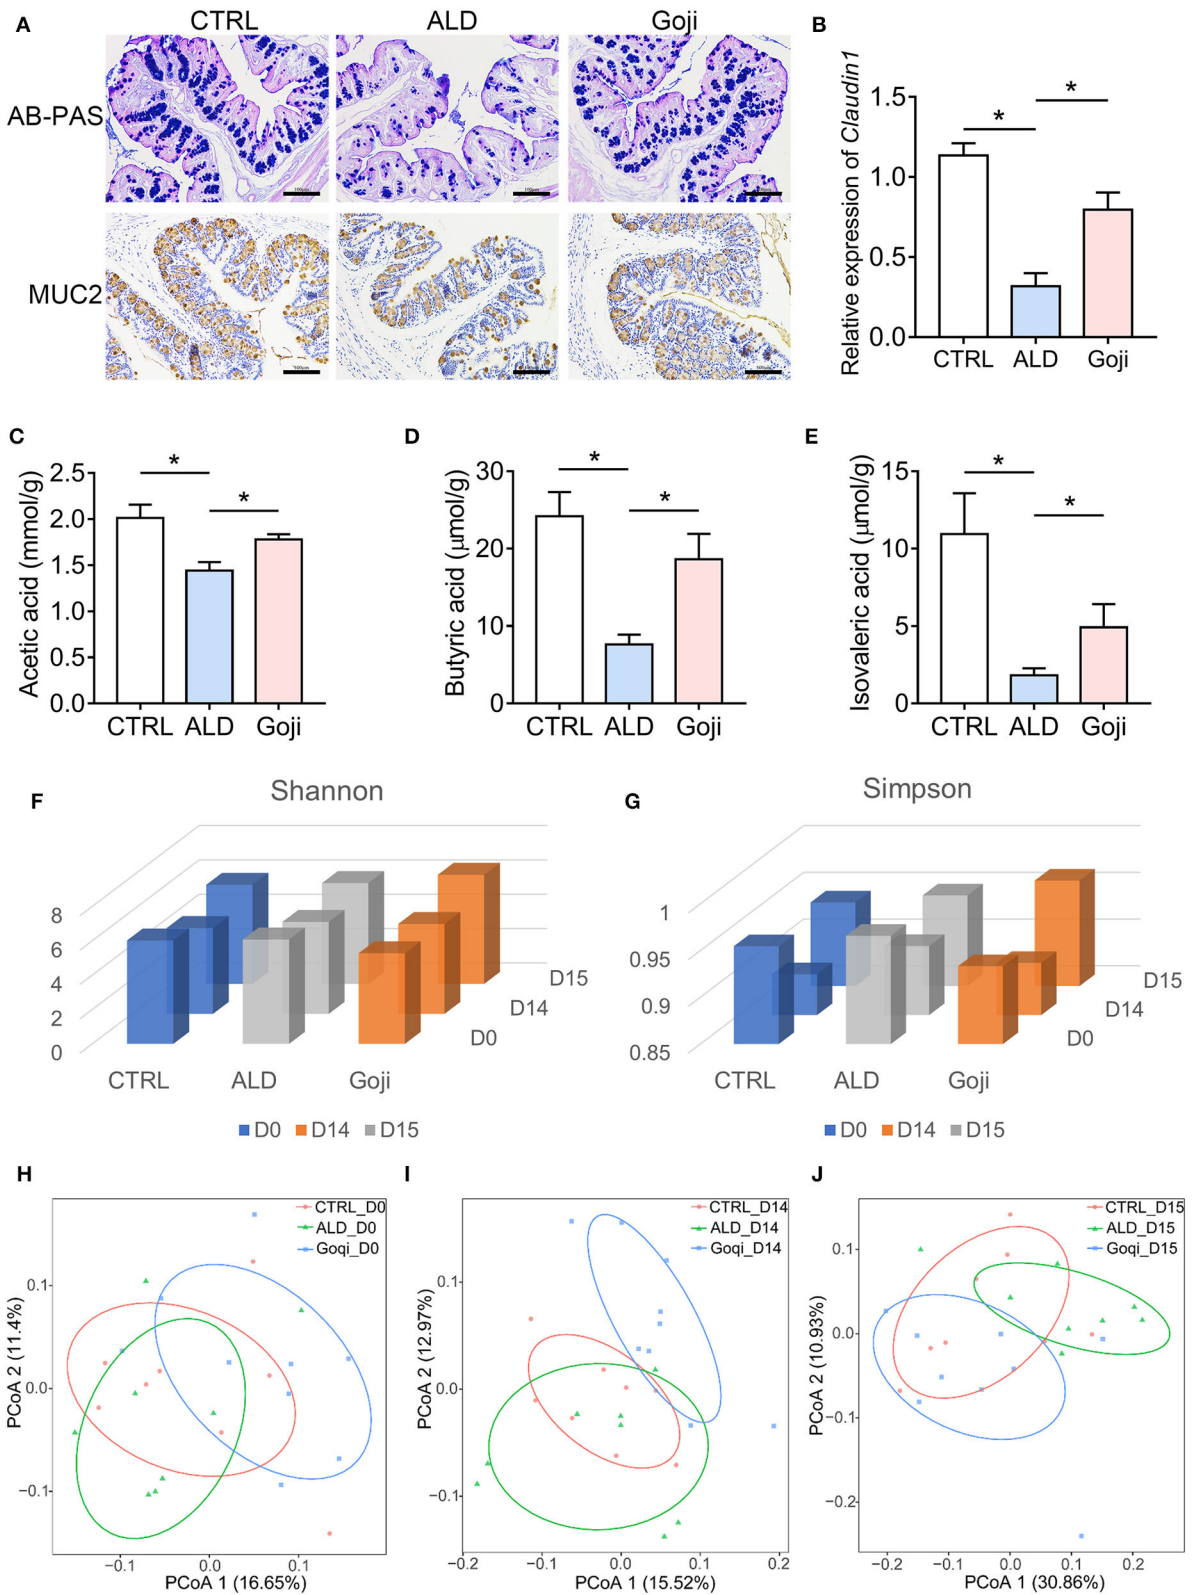 A
CTRL
ALD
Goji
AB-PAS
100μm
100μm
MUC2
100μm
100μm
100μm
B
Relative expression of Claudin1
1.5
1.0
0.5
0.0
*
*
CTRL
ALD
Goji
C
Acetic acid (mmol/g)
2.5
2.0
1.5
1.0
0.5
0.0
*
*
CTRL
ALD
Goji
D
Butyric acid (μmol/g)
30
20
10
0
*
*
CTRL
ALD
Goji
E
Isovaleric acid (μmol/g)
15
10
5
0
*
*
CTRL
ALD
Goji
F
Shannon
8
6
4
2
0
D15
D14
D0
CTRL
ALD
Goji
D0
D14
D15
G
Simpson
1
0.95
0.9
0.85
D15
D14
D0
CTRL
ALD
Goji
D0
D14
D15
H
CTRL_D0
ALD_D0
Goqi_D0
PCoA 2 (11.4%)
0.1
0.0
−0.1
−0.1
0.0
0.1
PCoA 1 (16.65%)
I
CTRL_D14
ALD_D14
Goqi_D14
PCoA 2 (12.97%)
0.1
0.0
−0.1
−0.2
−0.1
0.0
0.1
0.2
PCoA 1 (15.52%)
J
CTRL_D15
ALD_D15
Goqi_D15
PCoA 2 (10.93%)
0.1
0.0
−0.1
−0.2
−0.2
−0.1
0.0
0.1
0.2
PCoA 1 (30.86%)